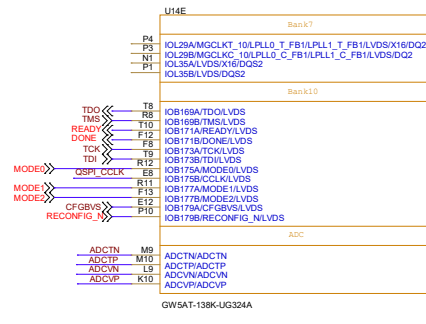 U14E
Bank7
P4 IOL29A/MGCLKT_10/LPLL0_T_FB1/LPLL1_T_FB1/LVDS/X16/DQ2
P3 IOL29B/MGCLKC_10/LPLL0_C_FB1/LPLL1_C_FB1/LVDS/DQ2
N1 IOL35A/LVDS/X16/DQS2
P1 IOL35B/LVDS/DQS2
Bank10
TDO T8 IOB169A/TDO/LVDS
TMS R8 IOB169B/TMS/LVDS
READY T10 IOB171A/READY/LVDS
DONE F12 IOB171B/DONE/LVDS
TCK F8 IOB173A/TCK/LVDS
TDI T9 IOB173B/TDI/LVDS
MODE0 R12 IOB175A/MODE0/LVDS
QSPI_CCLK E8 IOB175B/CCLK/LVDS
MODE1 R11 IOB177A/MODE1/LVDS
MODE2 F13 IOB177B/MODE2/LVDS
CFGBVS E12 IOB179A/CFGBVS/LVDS
RECONFIG_N P10 IOB179B/RECONFIG_N/LVDS
ADC
ADCTN M9 ADCTN/ADCTN
ADCTP M10 ADCTP/ADCTP
ADCVN L9 ADCVN/ADCVN
ADCVP K10 ADCVP/ADCVP
GW5AT-138K-UG324A